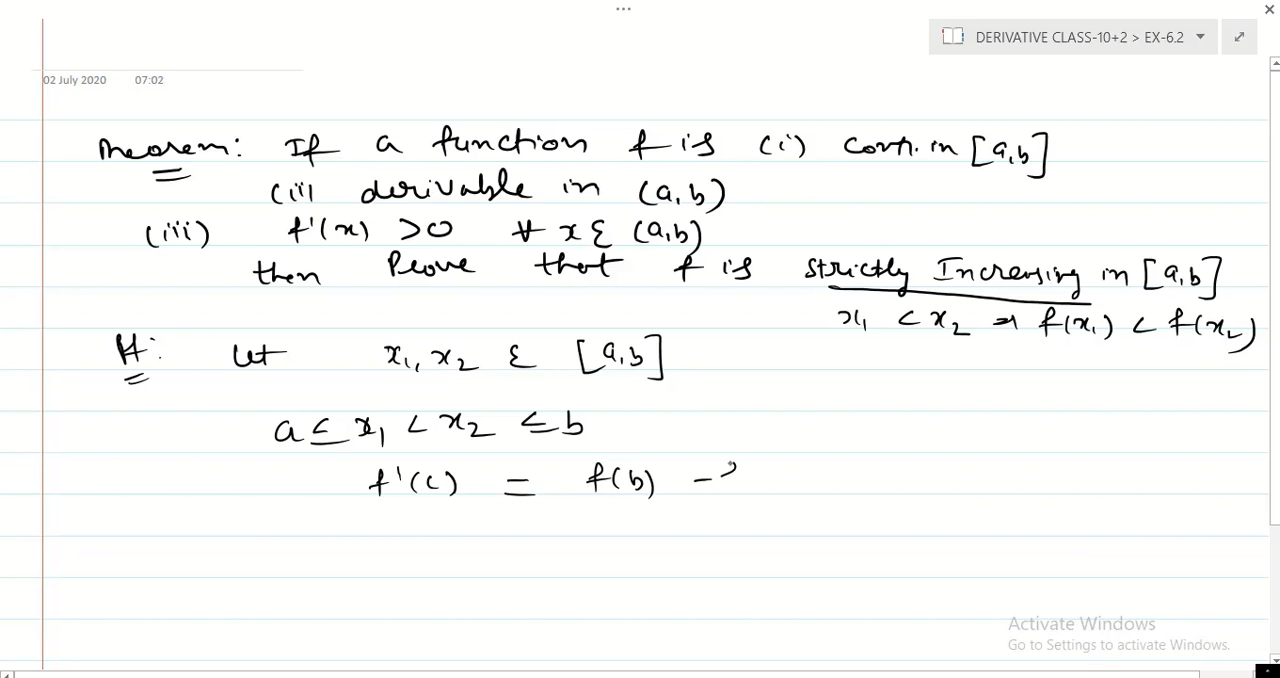 DERIVATIVE CLASS-10+2 > EX-6.2
02 July 2020 07:02
Theorem: If a function f is (i) cont. in [a,b]
(ii) derivable in (a,b)
(iii) f'(x) >0 ∀ x ∈ (a,b)
then Prove that f is Strictly Increasing in [a,b]
x₁ < x₂ ⇒ f(x₁) < f(x₂)
Let x₁, x₂ ∈ [a,b]
a ≤ x₁ < x₂ ≤ b
f'(c) = f(b) -
Activate Windows
Go to Settings to activate Windows.